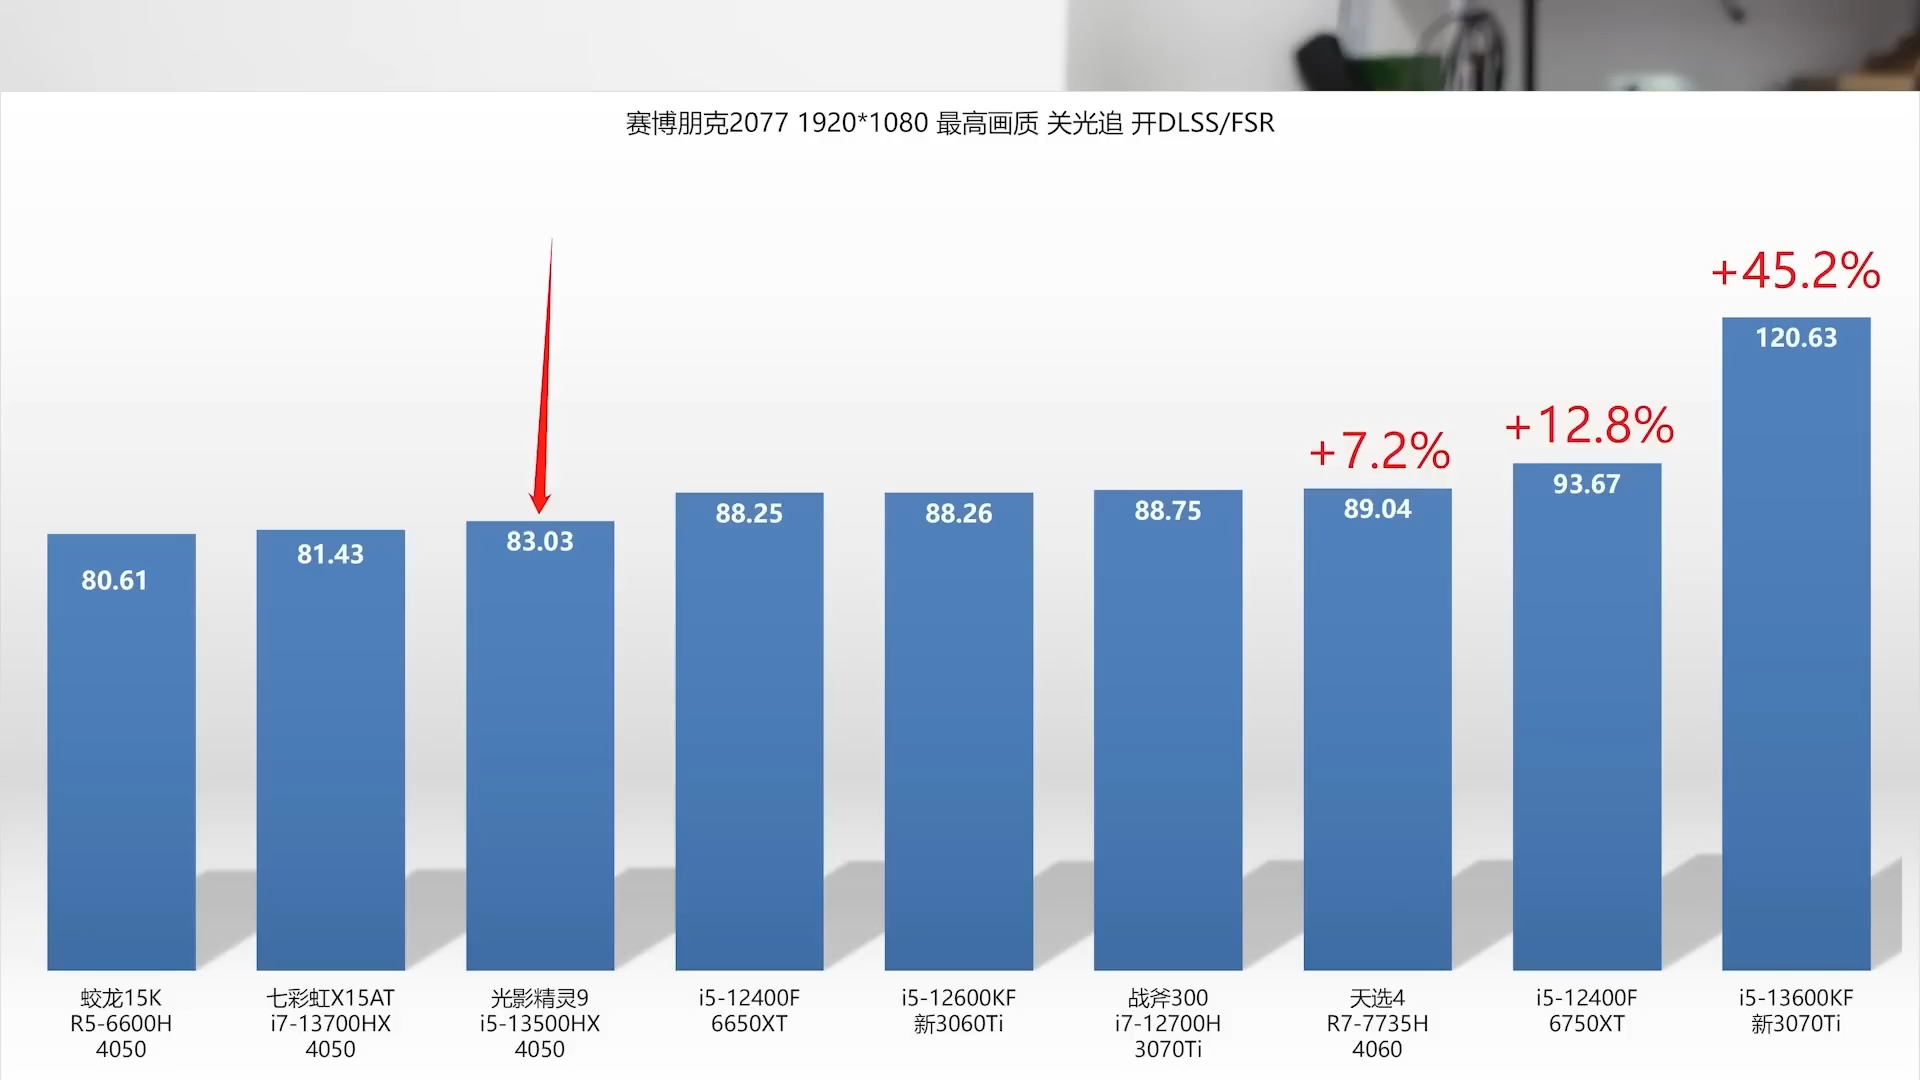 赛博朋克2077 1920*1080 最高画质 关光追 开DLSS/FSR
+45.2%
+12.8%
+7.2%
80.61
81.43
83.03
88.25
88.26
88.75
89.04
93.67
120.63
蛟龙15K
R5-6600H
4050
七彩虹X15AT
i7-13700HX
4050
光影精灵9
i5-13500HX
4050
i5-12400F
6650XT
i5-12600KF
新3060Ti
战斧300
i7-12700H
3070Ti
天选4
R7-7735H
4060
i5-12400F
6750XT
i5-13600KF
新3070Ti